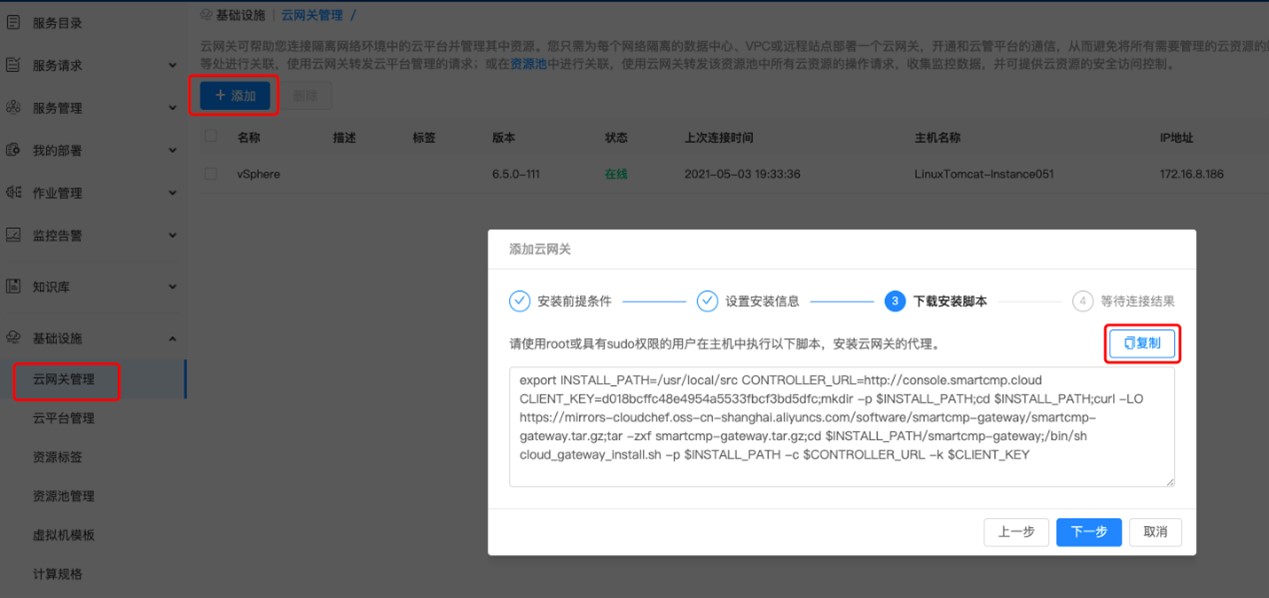 服务目录
服务请求
服务管理
我的部署
作业管理
监控告警
知识库
基础设施
云网关管理
云平台管理
资源标签
资源池管理
虚拟机模板
计算规格
基础设施 | 云网关管理 /
云网关可帮助您连接隔离网络环境中的云平台并管理其中资源。您只需为每个网络隔离的数据中心、VPC或远程站点部署一个云网关，开通和云管平台的通信，从而避免将所有需要管理的云资源的
等处进行关联，使用云网关转发云平台管理的请求；或在资源池中进行关联，使用云网关转发该资源池中所有云资源的操作请求，收集监控数据，并可提供云资源的安全访问控制。
+ 添加 删除
名称 描述 标签 版本 状态 上次连接时间 主机名称 IP地址
vSphere 6.5.0-111 在线 2021-05-03 19:33:36 LinuxTomcat-Instance051 172.16.8.186
添加云网关
安装前提条件 设置安装信息 3 下载安装脚本 4 等待连接结果
请使用root或具有sudo权限的用户在主机中执行以下脚本，安装云网关的代理。
复制
export INSTALL_PATH=/usr/local/src CONTROLLER_URL=http://console.smartcmp.cloud
CLIENT_KEY=d018bcffc48e4954a5533fbcf3bd5dfc;mkdir -p $INSTALL_PATH;cd $INSTALL_PATH;curl -LO
https://mirrors-cloudchef.oss-cn-shanghai.aliyuncs.com/software/smartcmp-gateway/smartcmp-
gateway.tar.gz;tar -zxf smartcmp-gateway.tar.gz;cd $INSTALL_PATH/smartcmp-gateway;/bin/sh
cloud_gateway_install.sh -p $INSTALL_PATH -c $CONTROLLER_URL -k $CLIENT_KEY
上一步 下一步 取消